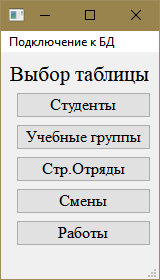 Подключение к БД
Выбор таблицы
Студенты
Учебные группы
Стр.Отряды
Смены
Работы